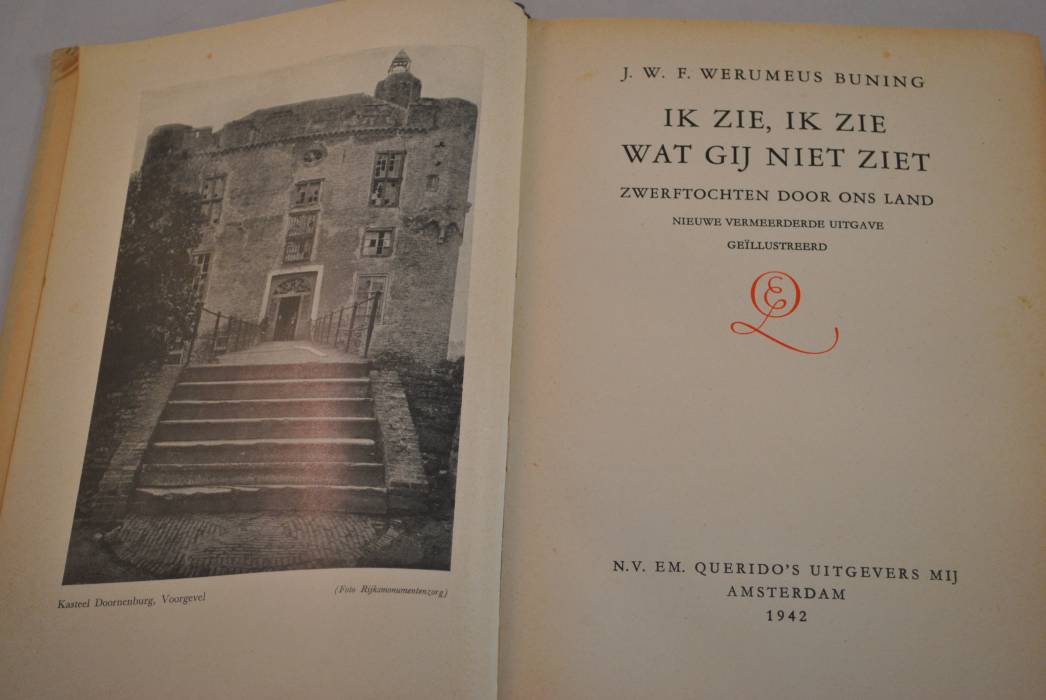 Kasteel Doornenburg, Voorgevel
(Foto Rijksmonumentenzorg)
J. W. F. WERUMEUS BUNING
IK ZIE, IK ZIE
WAT GIJ NIET ZIET
ZWERFTOCHTEN DOOR ONS LAND
NIEUWE VERMEERDERDE UITGAVE
GEÏLLUSTREERD
EQ
N.V. EM. QUERIDO'S UITGEVERS MIJ
AMSTERDAM
1942